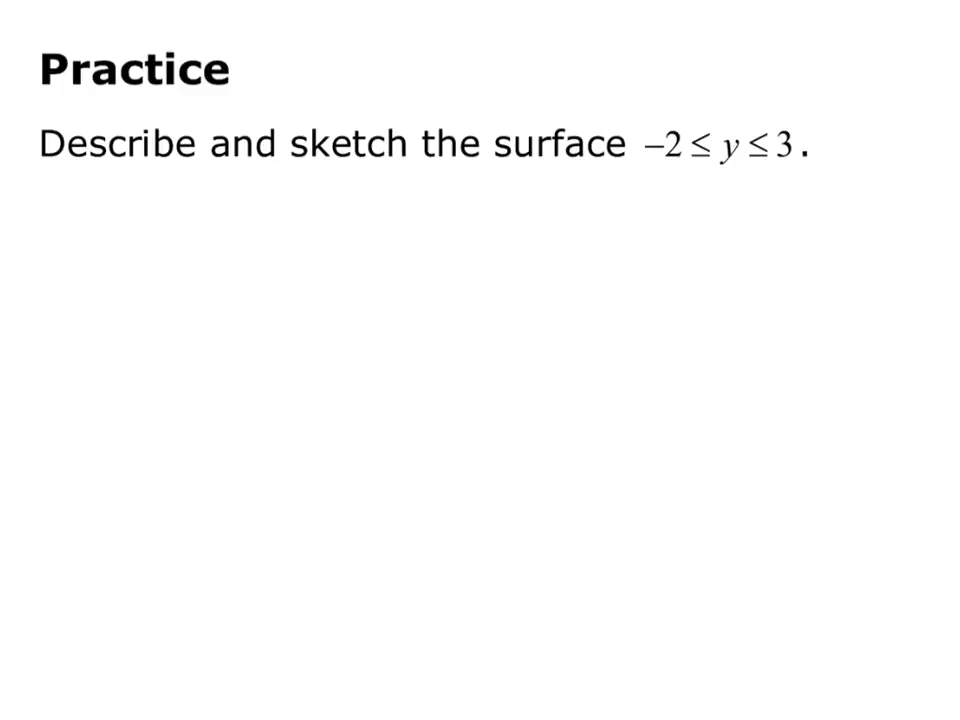 Practice
Describe and sketch the surface −2 ≤ y ≤ 3.